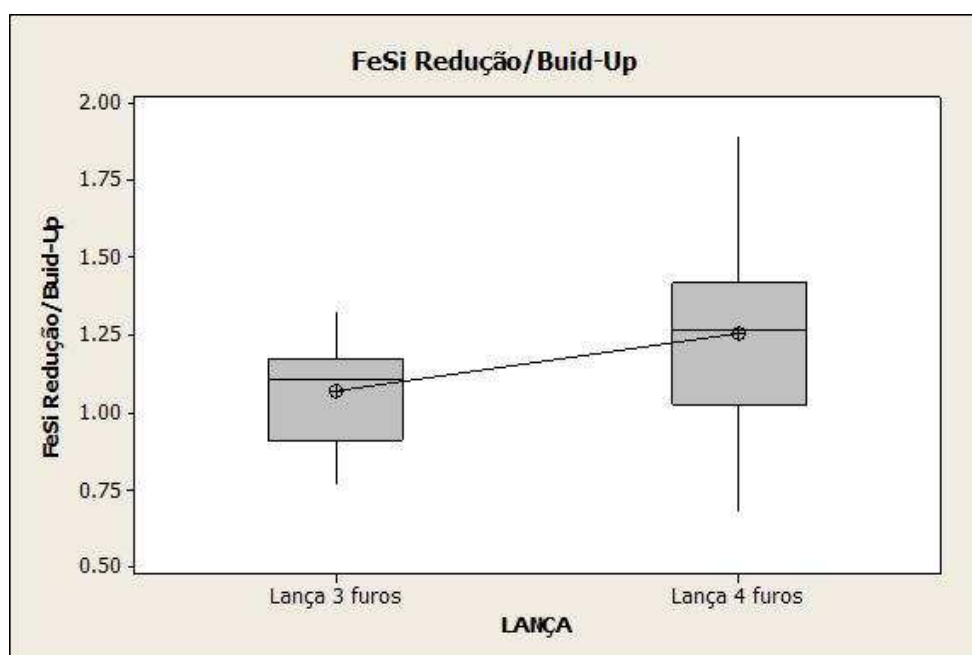 FeSi Redução/Buid-Up
FeSi Redução/Buid-Up
2.00
1.75
1.50
1.25
1.00
0.75
0.50
Lança 3 furos
Lança 4 furos
LANÇA